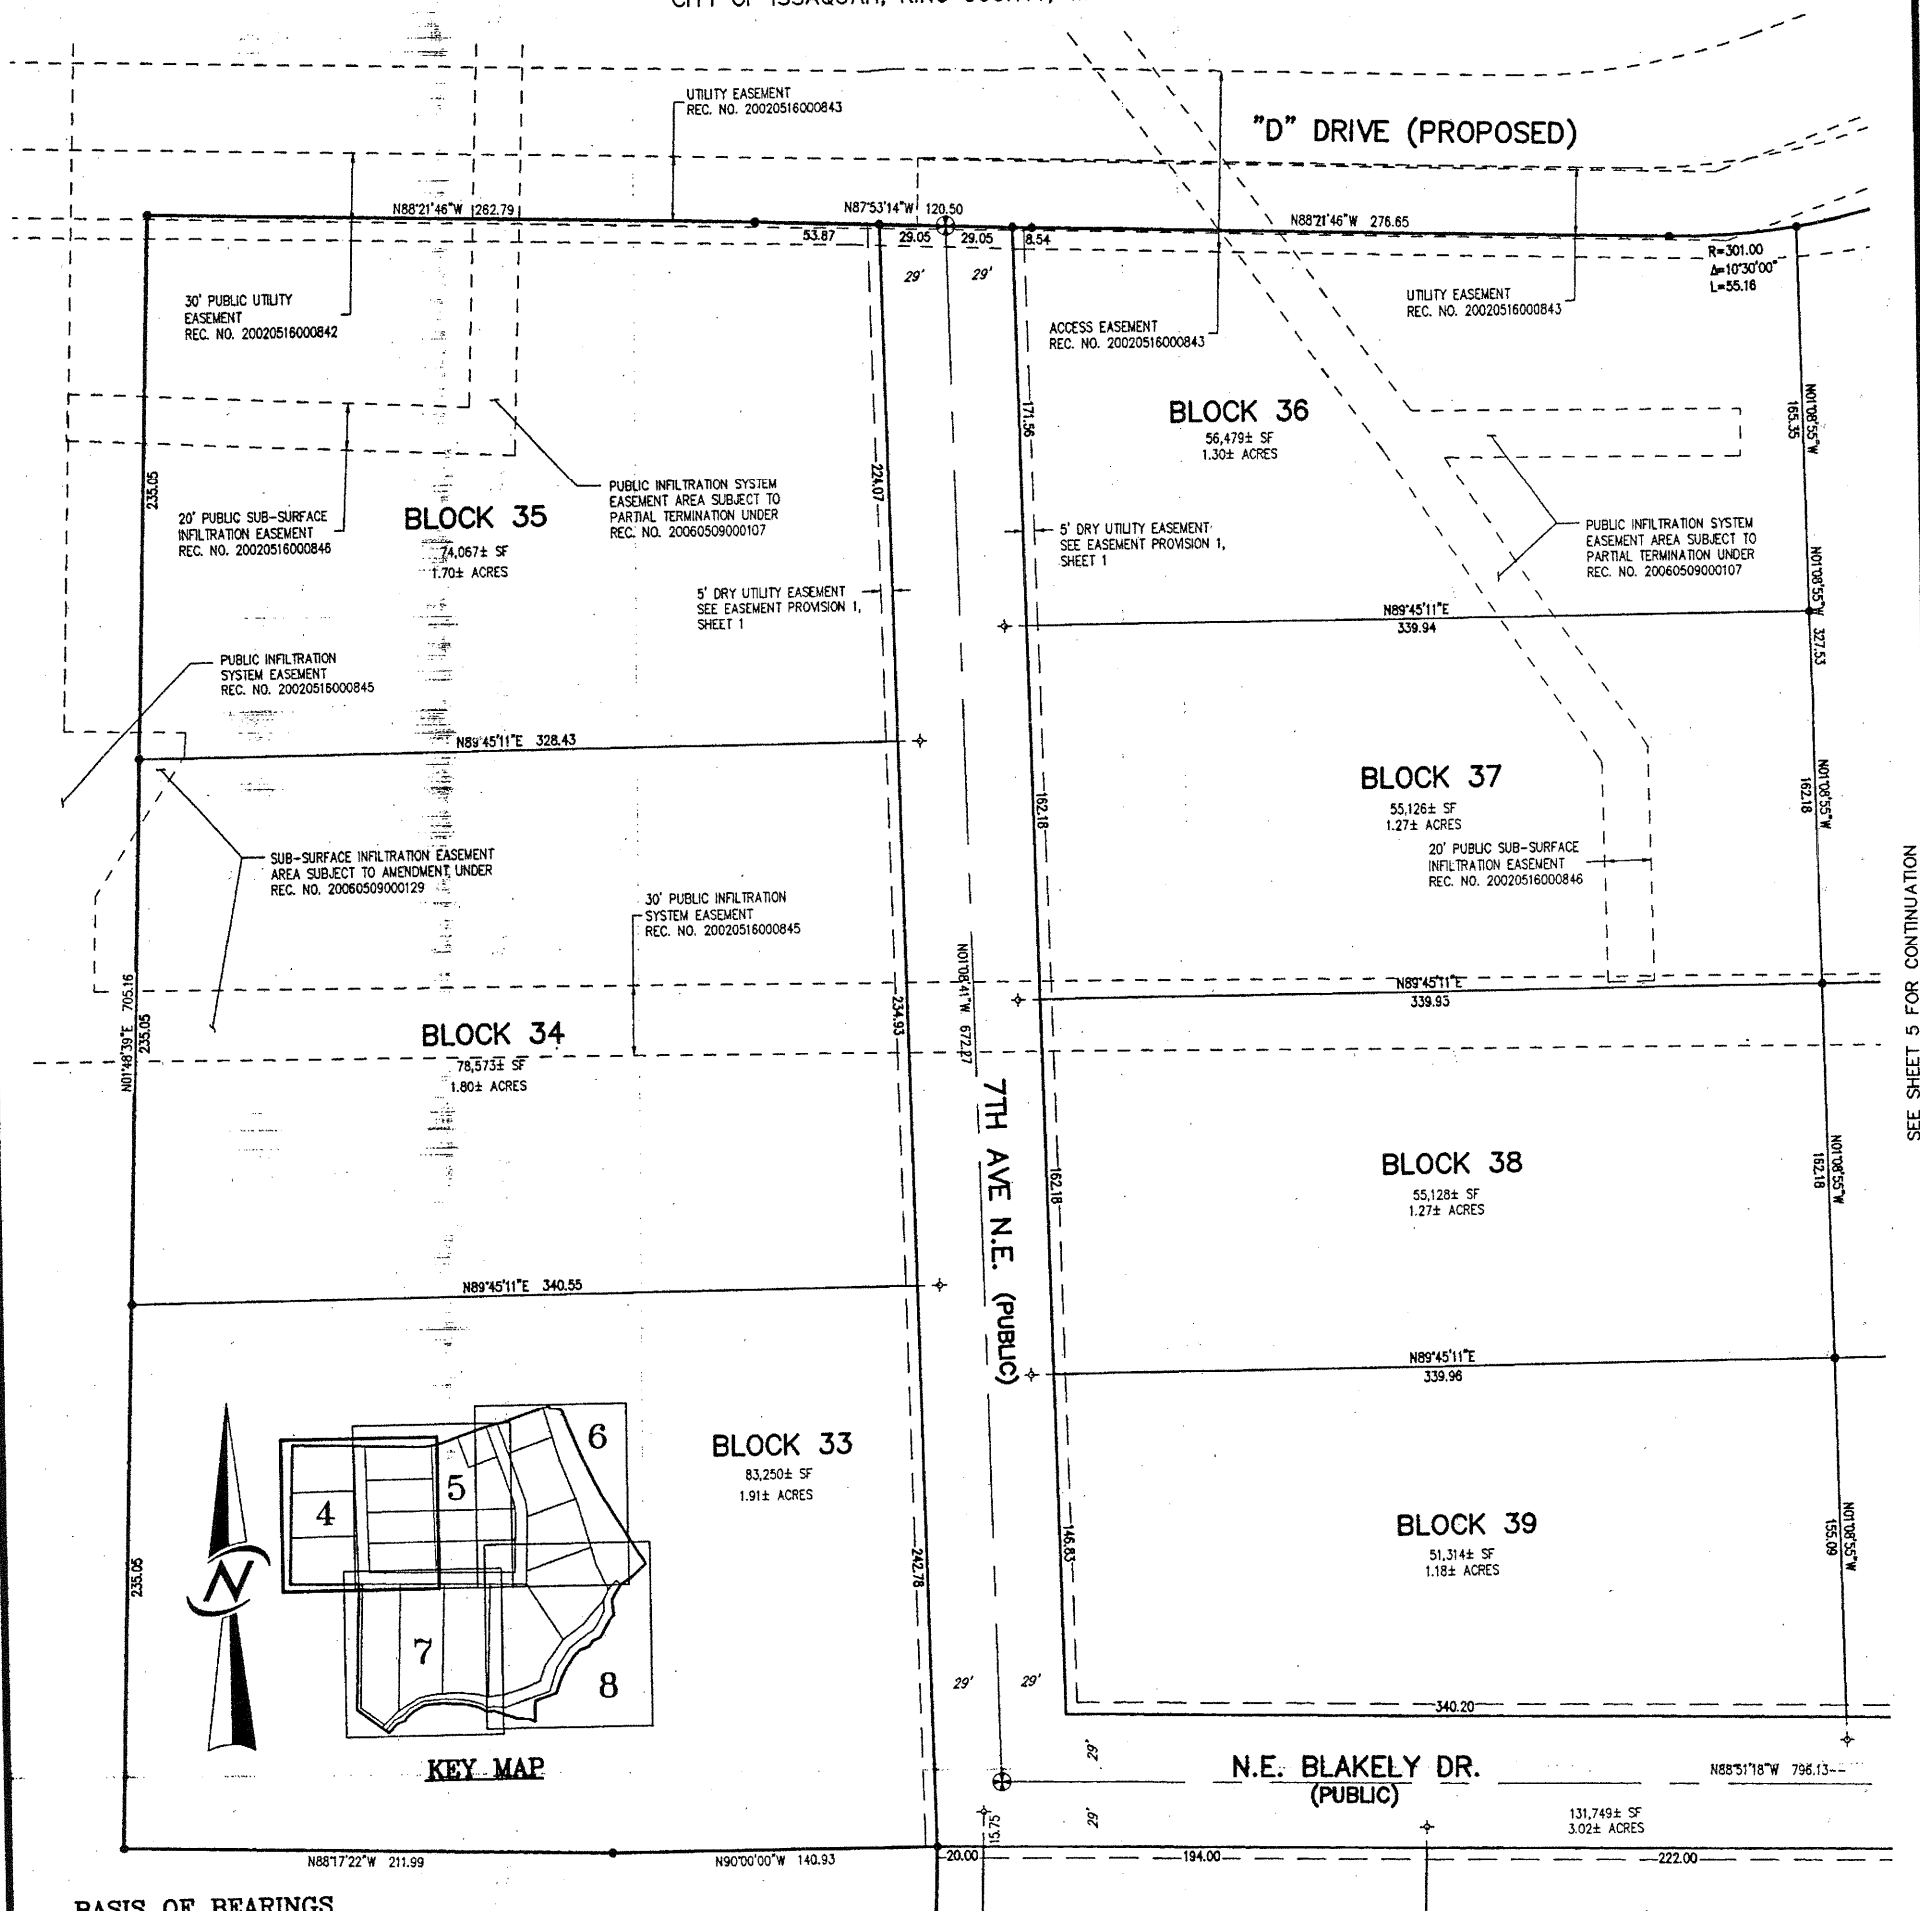 UTILITY EASEMENT
REC. NO. 20020516000843
"D" DRIVE (PROPOSED)
N88°21'46"W 262.79
N87°53'14"W 120.50
N88°21'46"W 276.65
53.87
29.05
29.05
8.54
29'
29'
R=301.00
Δ=10°30'00"
L=55.16
30' PUBLIC UTILITY
EASEMENT
REC. NO. 20020516000842
UTILITY EASEMENT
REC. NO. 20020516000843
ACCESS EASEMENT
REC. NO. 20020516000843
BLOCK 36
56,479± SF
1.30± ACRES
171.56
N01°08'55"W
165.35
235.05
224.07
PUBLIC INFILTRATION SYSTEM
EASEMENT AREA SUBJECT TO
PARTIAL TERMINATION UNDER
REC. NO. 20060509000107
20' PUBLIC SUB-SURFACE
INFILTRATION EASEMENT
REC. NO. 20020516000846
BLOCK 35
74,067± SF
1.70± ACRES
5' DRY UTILITY EASEMENT
SEE EASEMENT PROVISION 1,
SHEET 1
5' DRY UTILITY EASEMENT
SEE EASEMENT PROVISION 1,
SHEET 1
PUBLIC INFILTRATION SYSTEM
EASEMENT AREA SUBJECT TO
PARTIAL TERMINATION UNDER
REC. NO. 20060509000107
N89°45'11"E
339.94
N01°08'55"W 327.53
PUBLIC INFILTRATION
SYSTEM EASEMENT
REC. NO. 20020516000845
N89°45'11"E 328.43
BLOCK 37
55,126± SF
1.27± ACRES
162.18
N01°08'55"W
162.18
20' PUBLIC SUB-SURFACE
INFILTRATION EASEMENT
REC. NO. 20020516000846
SUB-SURFACE INFILTRATION EASEMENT
AREA SUBJECT TO AMENDMENT UNDER
REC. NO. 20060509000129
30' PUBLIC INFILTRATION
SYSTEM EASEMENT
REC. NO. 20020516000845
SEE SHEET 5 FOR CONTINUATION
N01°48'39"E 705.16
235.05
234.93
N01°08'41"W 672.27
N89°45'11"E
339.93
BLOCK 34
78,573± SF
1.80± ACRES
7TH AVE N.E. (PUBLIC)
162.18
BLOCK 38
55,128± SF
1.27± ACRES
N01°08'55"W
162.18
N89°45'11"E 340.55
N89°45'11"E
339.96
BLOCK 33
83,250± SF
1.91± ACRES
4
5
6
7
8
N
KEY MAP
235.05
242.78
146.83
BLOCK 39
51,314± SF
1.18± ACRES
N01°08'55"W
155.09
29'
29'
340.20
29'
29'
N.E. BLAKELY DR.
(PUBLIC)
N88°51'18"W 796.13
131,749± SF
3.02± ACRES
15.75
N88°17'22"W 211.99
N90°00'00"W 140.93
20.00
194.00
222.00
BASIS OF BEARINGS